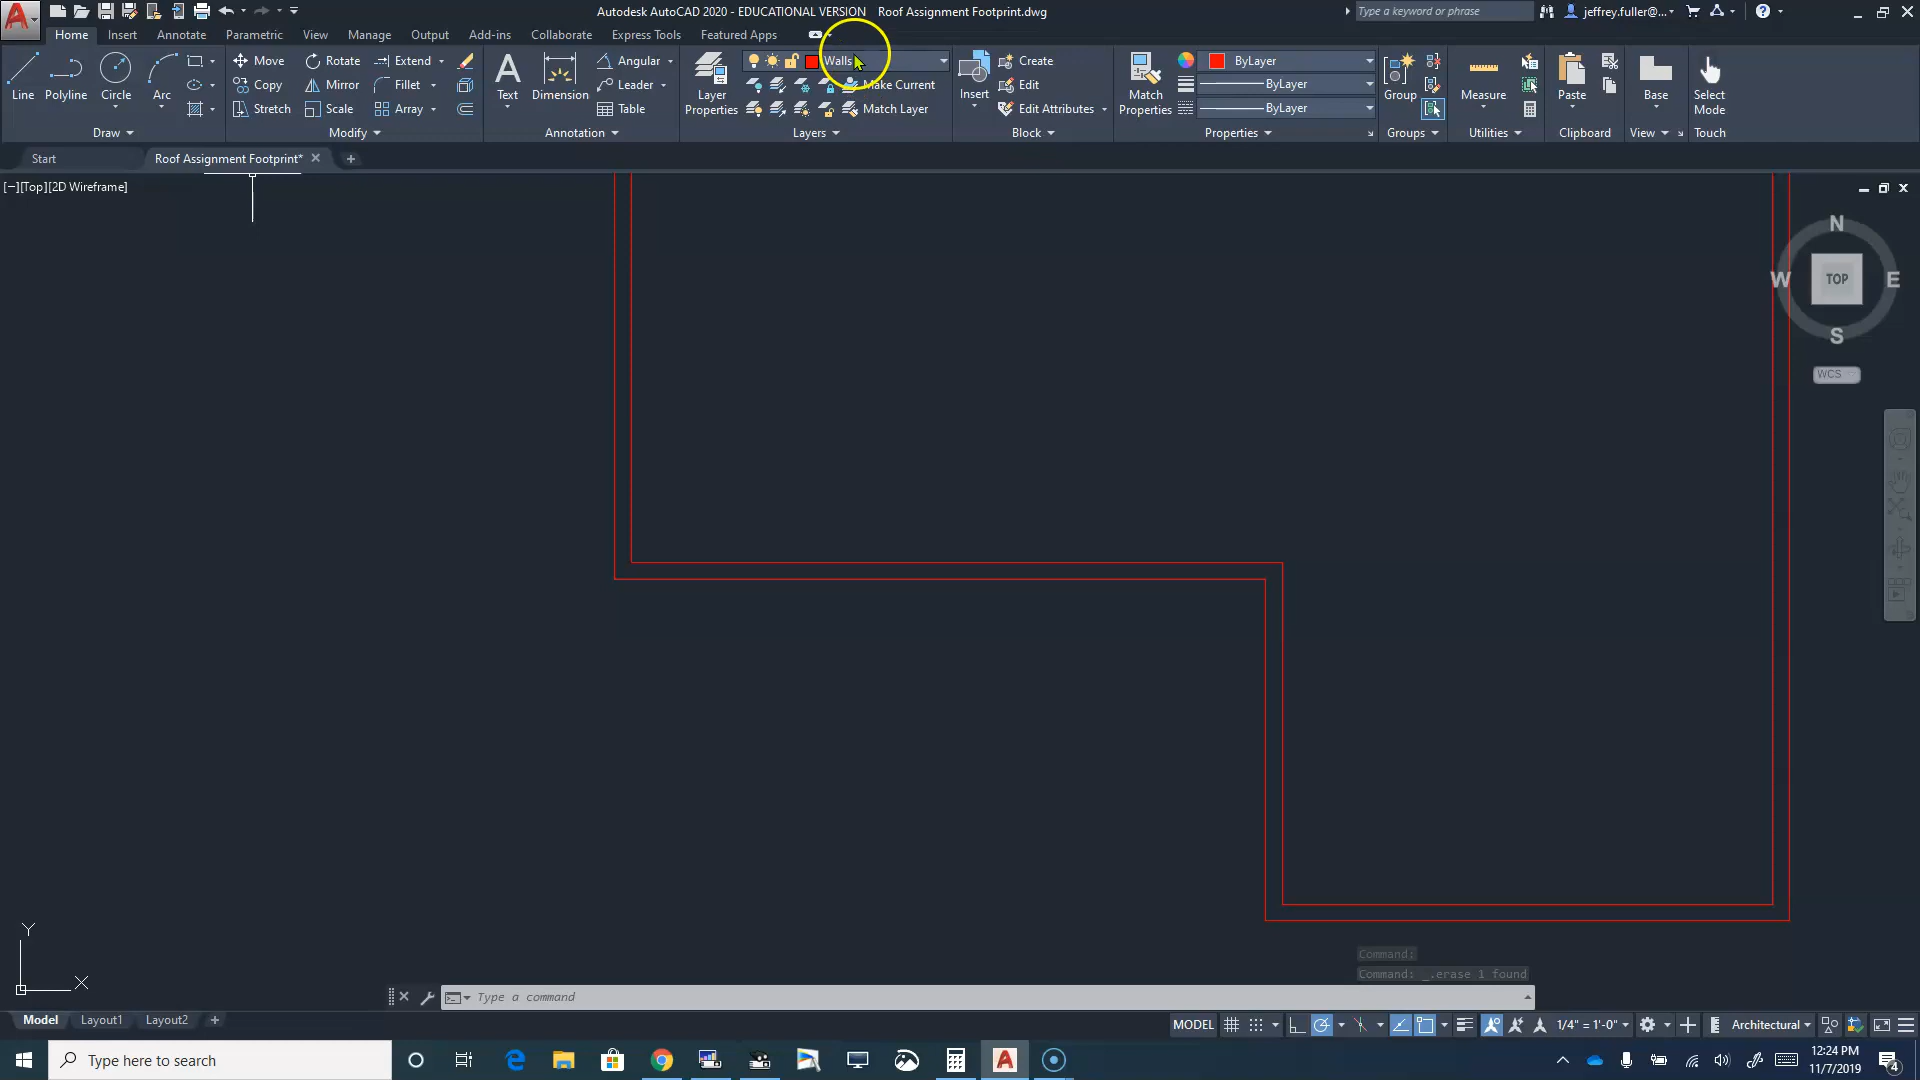 Autodesk AutoCAD 2020 - EDUCATIONAL VERSION Roof Assignment Footprint.dwg
Type a keyword or phrase
jeffrey.fuller@...
Home Insert Annotate Parametric View Manage Output Add-ins Collaborate Express Tools Featured Apps
Line
Polyline
Circle
Arc
Draw
Move
Rotate
Extend
Copy
Mirror
Fillet
Stretch
Scale
Array
Modify
Text
Dimension
Angular
Leader
Table
Annotation
Layer
Properties
Walls
Make Current
Match Layer
Layers
Insert
Create
Edit
Edit Attributes
Block
Match
Properties
ByLayer
ByLayer
ByLayer
Properties
Group
Groups
Measure
Utilities
Paste
Clipboard
Base
View
Select
Mode
Touch
Start
Roof Assignment Footprint*
[−][Top][2D Wireframe]
N
W TOP E
S
WCS
Y
X
Command:
Command: _.erase 1 found
Type a command
Model Layout1 Layout2
MODEL
1/4" = 1'-0"
Architectural
Type here to search
12:24 PM
11/7/2019
4